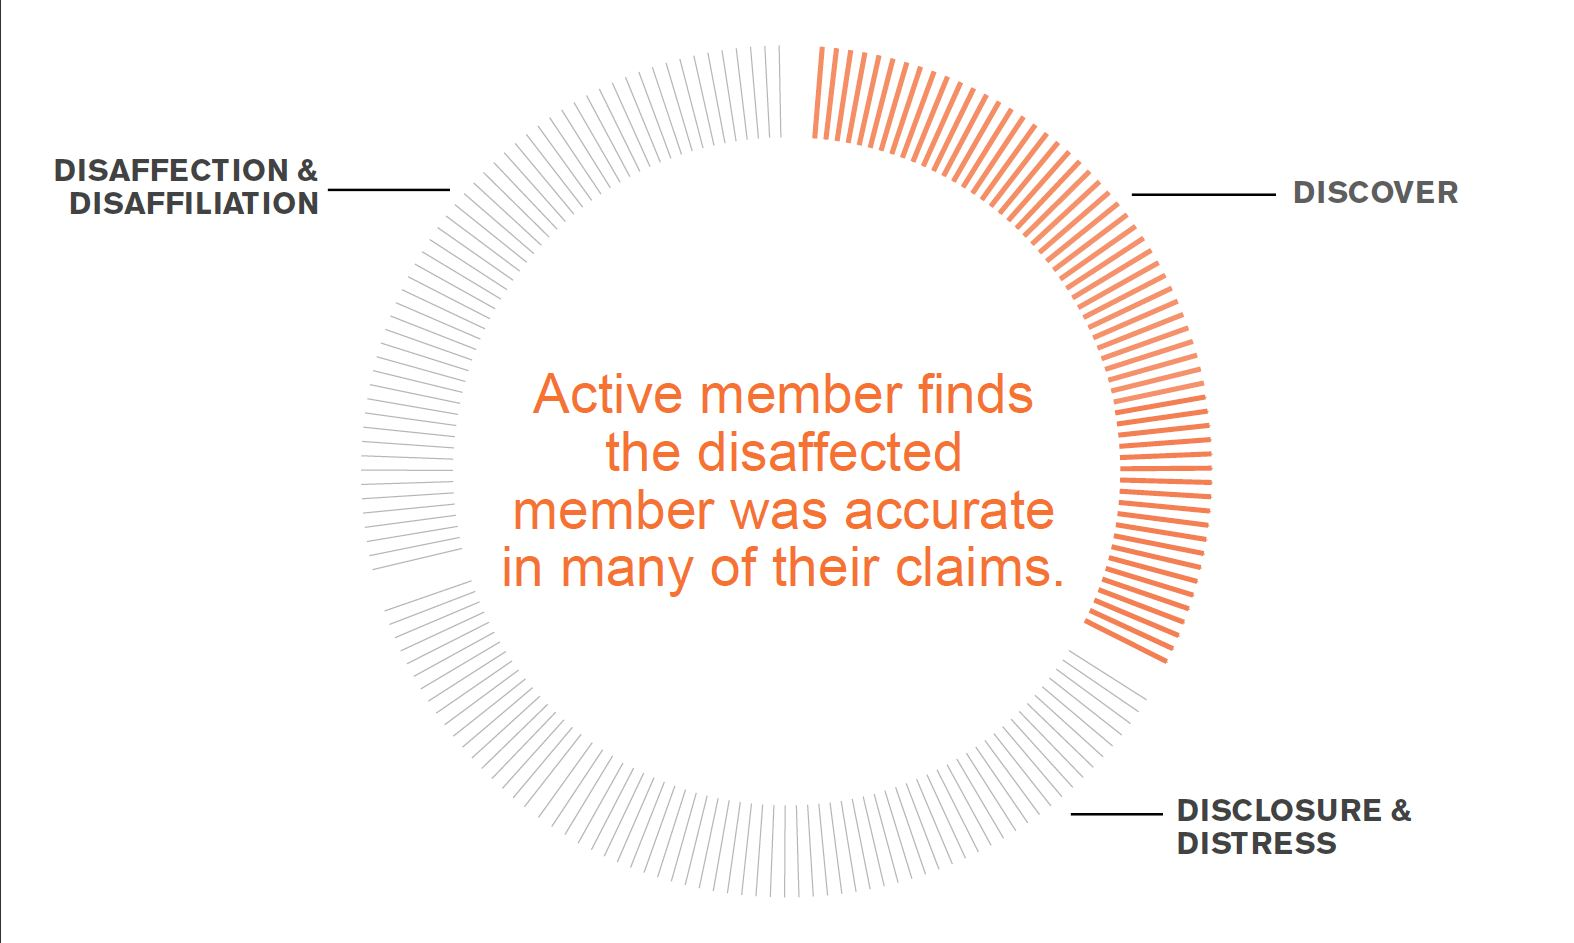 DISAFFECTION &
DISAFFILIATION
DISCOVER
Active member finds
the disaffected
member was accurate
in many of their claims.
DISCLOSURE &
DISTRESS